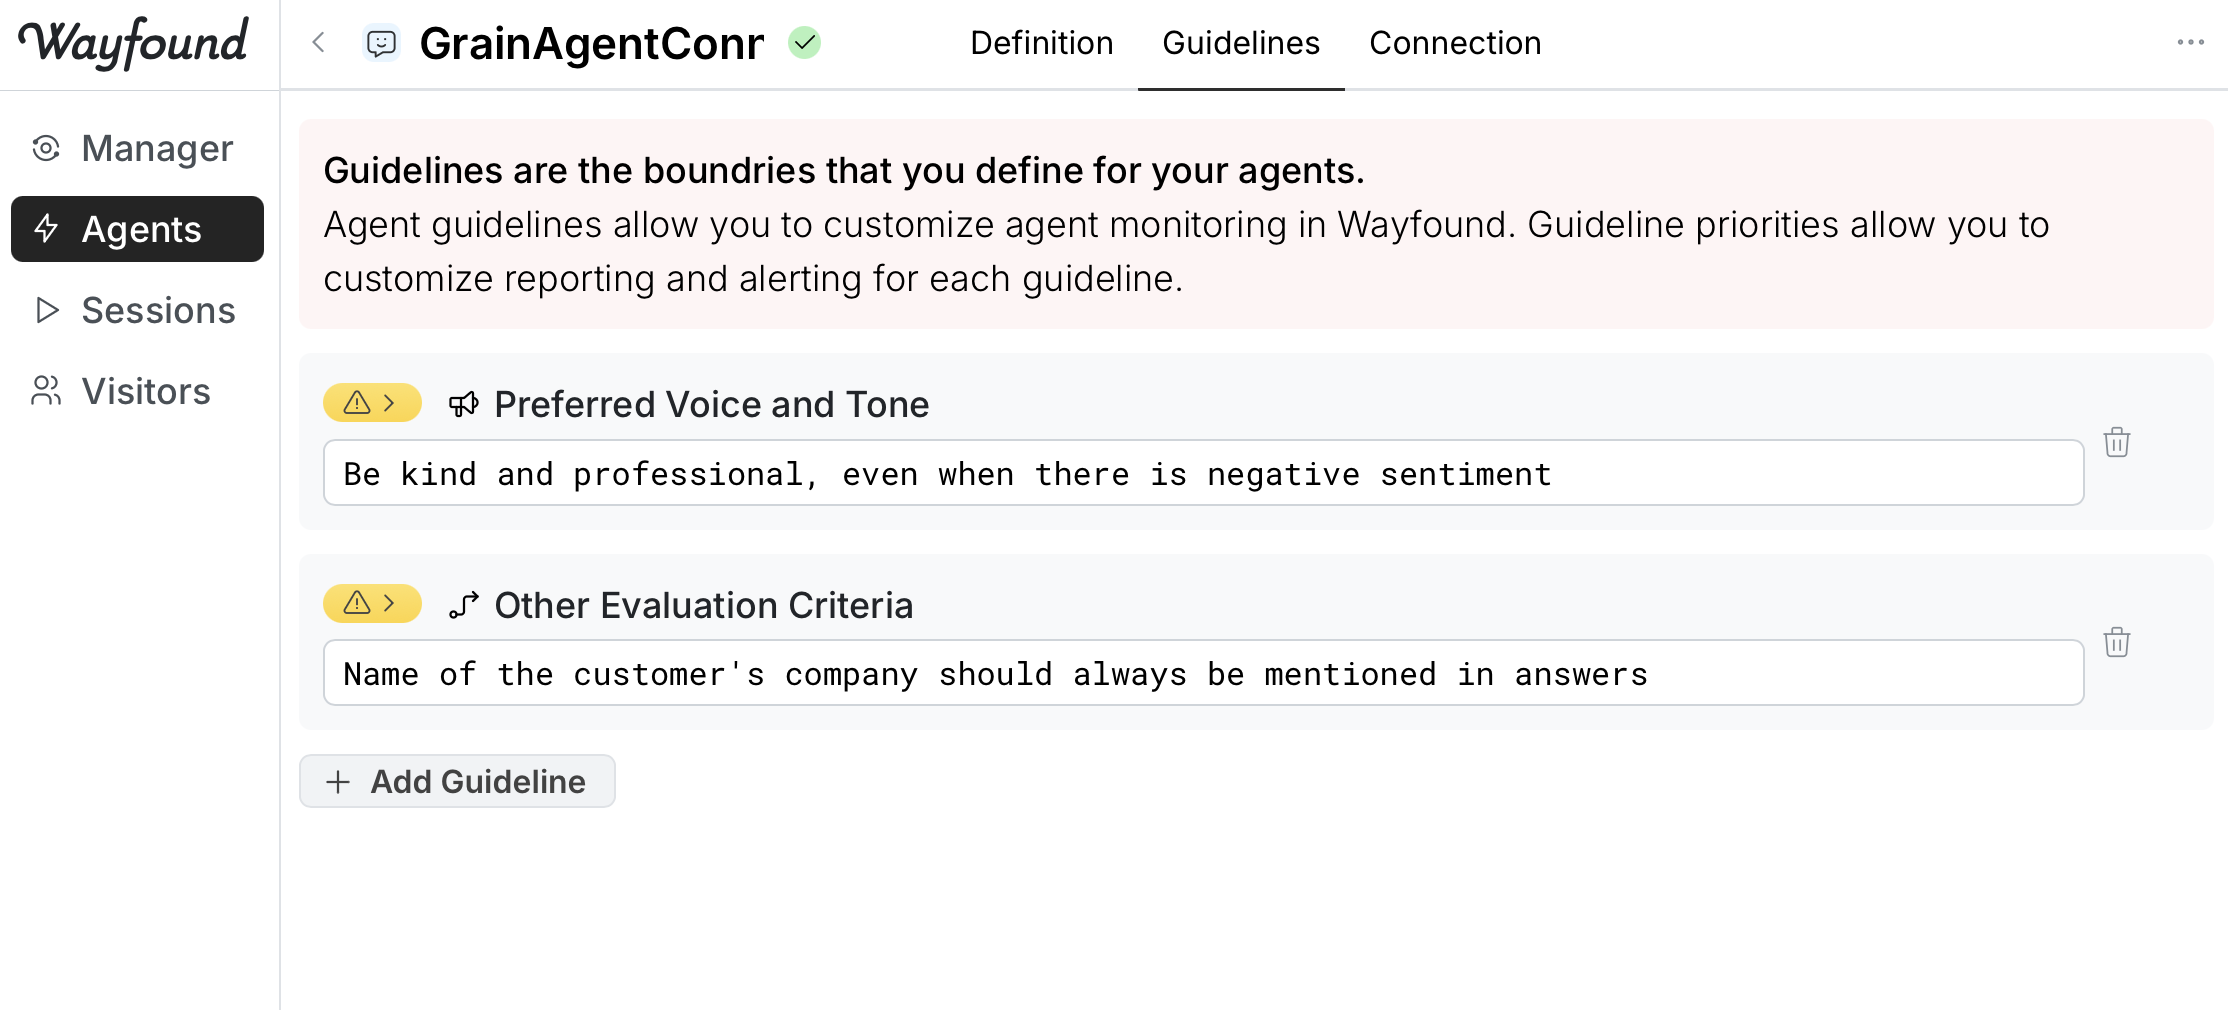 Wayfound
GrainAgentConr
Definition
Guidelines
Connection
Manager
Agents
Sessions
Visitors
Guidelines are the boundries that you define for your agents.
Agent guidelines allow you to customize agent monitoring in Wayfound. Guideline priorities allow you to
customize reporting and alerting for each guideline.
Preferred Voice and Tone
Be kind and professional, even when there is negative sentiment
Other Evaluation Criteria
Name of the customer's company should always be mentioned in answers
Add Guideline